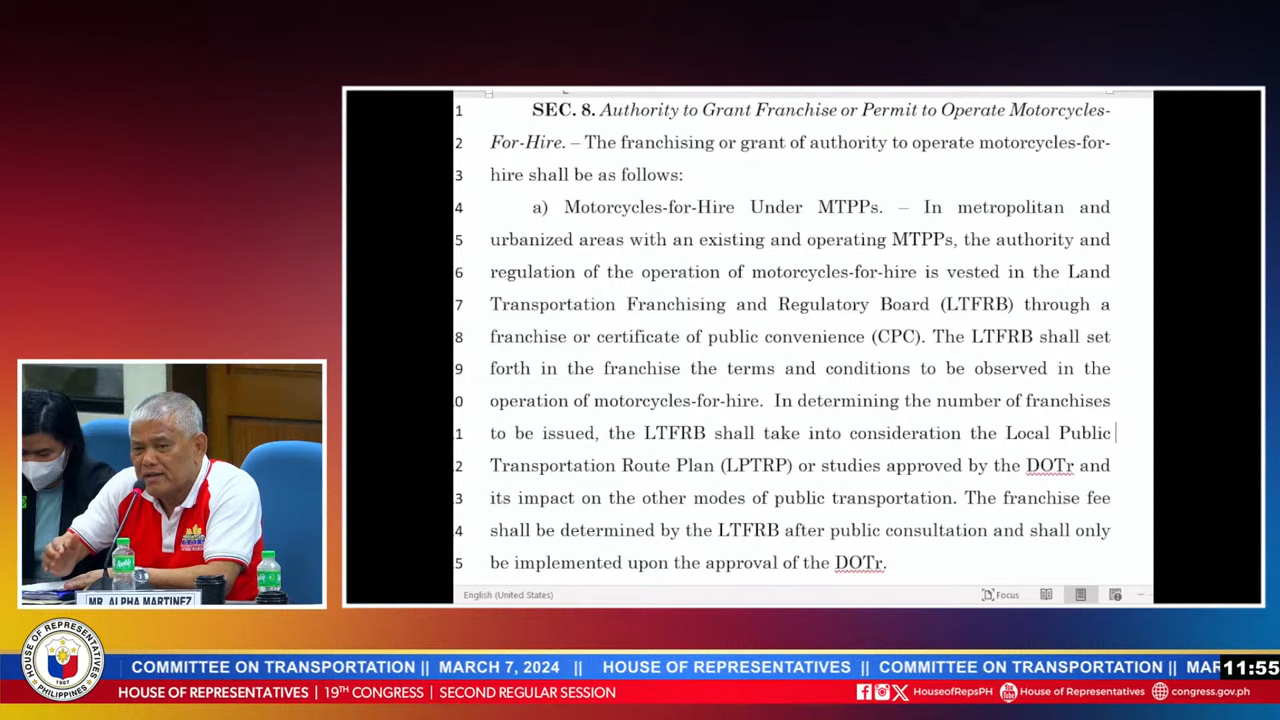 1 SEC. 8. Authority to Grant Franchise or Permit to Operate Motorcycles-
2 For-Hire. – The franchising or grant of authority to operate motorcycles-for-
3 hire shall be as follows:
4 a) Motorcycles-for-Hire Under MTPPs. – In metropolitan and
5 urbanized areas with an existing and operating MTPPs, the authority and
6 regulation of the operation of motorcycles-for-hire is vested in the Land
7 Transportation Franchising and Regulatory Board (LTFRB) through a
8 franchise or certificate of public convenience (CPC). The LTFRB shall set
9 forth in the franchise the terms and conditions to be observed in the
0 operation of motorcycles-for-hire. In determining the number of franchises
1 to be issued, the LTFRB shall take into consideration the Local Public
2 Transportation Route Plan (LPTRP) or studies approved by the DOTr and
3 its impact on the other modes of public transportation. The franchise fee
4 shall be determined by the LTFRB after public consultation and shall only
5 be implemented upon the approval of the DOTr.
English (United States)
Focus
MR. ALPHA MARTINEZ
HOUSE OF REPRESENTATIVES
PHILIPPINES
1907
COMMITTEE ON TRANSPORTATION || MARCH 7, 2024 || HOUSE OF REPRESENTATIVES || COMMITTEE ON TRANSPORTATION || MAR
11:55
HOUSE OF REPRESENTATIVES | 19TH CONGRESS | SECOND REGULAR SESSION
HouseofRepsPH
House of Representatives
congress.gov.ph